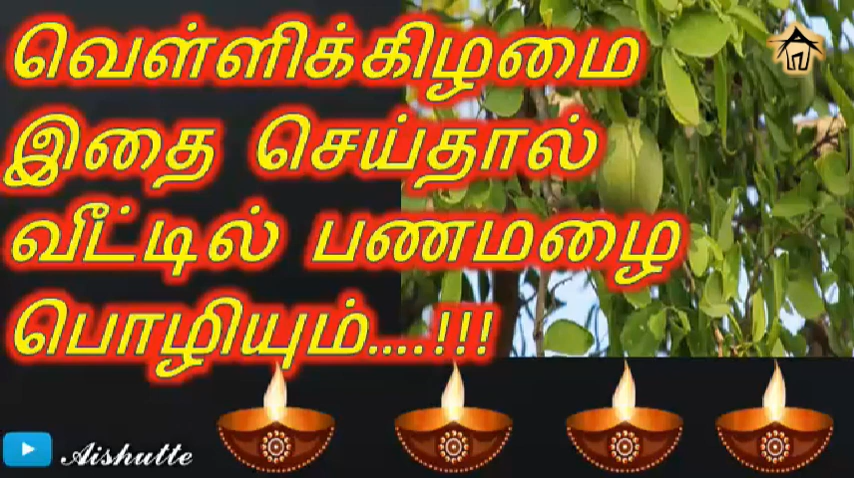 வெள்ளிக்கிழமை
இதை செய்தால்
வீட்டில் பணமழை
பொழியும்....!!!
Aishutte